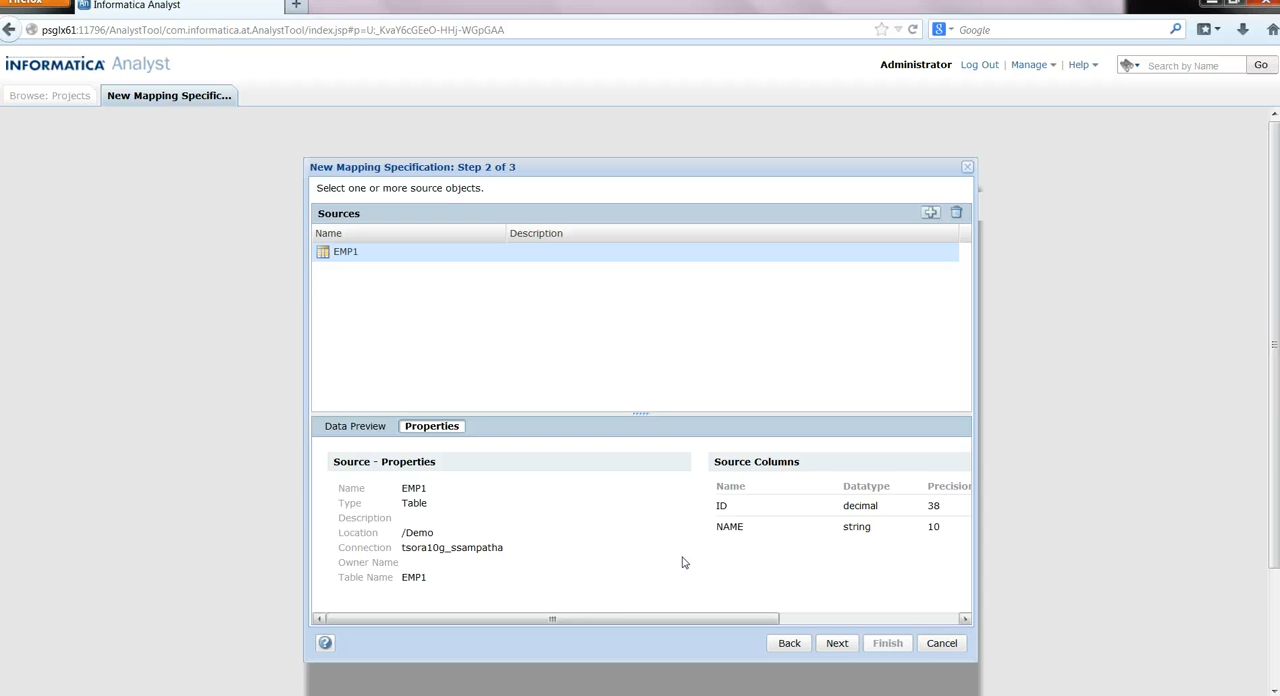 Informatica Analyst
psglx61:11796/AnalystTool/com.informatica.at.AnalystTool/index.jsp#p=U:_KvaY6cGEeO-HHj-WGpGAA
Google
INFORMATICA Analyst
Administrator Log Out | Manage | Help
Search by Name Go
Browse: Projects New Mapping Specific...
New Mapping Specification: Step 2 of 3
Select one or more source objects.
Sources
Name Description
EMP1
Data Preview Properties
Source - Properties Source Columns
Name EMP1
Type Table
Description
Location /Demo
Connection tsora10g_ssampatha
Owner Name
Table Name EMP1
Name Datatype Precision
ID decimal 38
NAME string 10
Back Next Finish Cancel